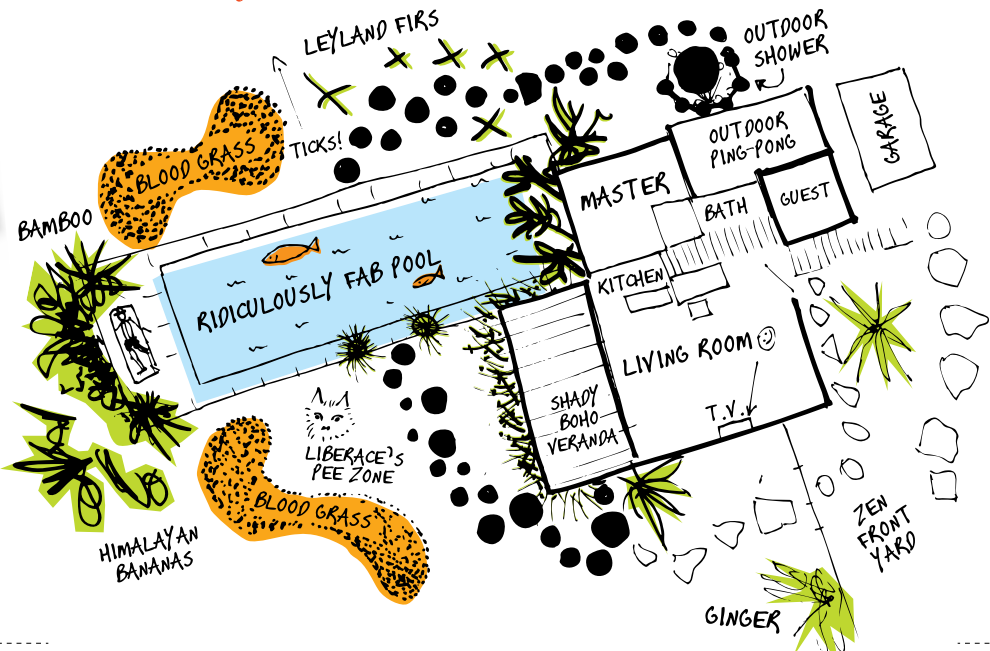 LEYLAND FIRS
OUTDOOR
SHOWER
TICKS!
BLOOD GRASS
OUTDOOR
PING-PONG
GARAGE
MASTER
BATH
GUEST
BAMBOO
RIDICULOUSLY FAB POOL
KITCHEN
LIVING ROOM
SHADY
BOHO
VERANDA
T.V.
LIBERACE'S
PEE ZONE
BLOOD GRASS
HIMALAYAN
BANANAS
ZEN
FRONT
YARD
GINGER